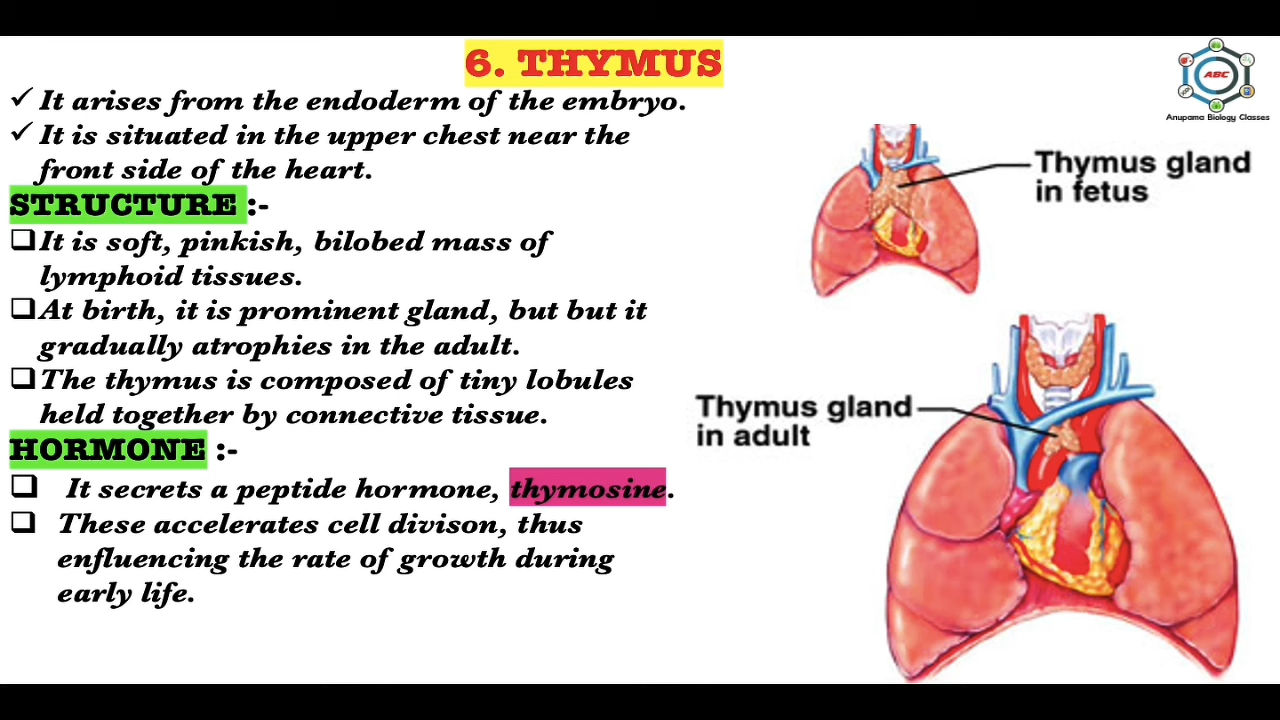 6. THYMUS
ABC
Anupama Biology Classes
✓ It arises from the endoderm of the embryo.
✓ It is situated in the upper chest near the
front side of the heart.
STRUCTURE :-
❑It is soft, pinkish, bilobed mass of
lymphoid tissues.
❑At birth, it is prominent gland, but but it
gradually atrophies in the adult.
❑The thymus is composed of tiny lobules
held together by connective tissue.
HORMONE :-
❑ It secrets a peptide hormone, thymosine.
❑ These accelerates cell divison, thus
enfluencing the rate of growth during
early life.
Thymus gland
in fetus
Thymus gland
in adult